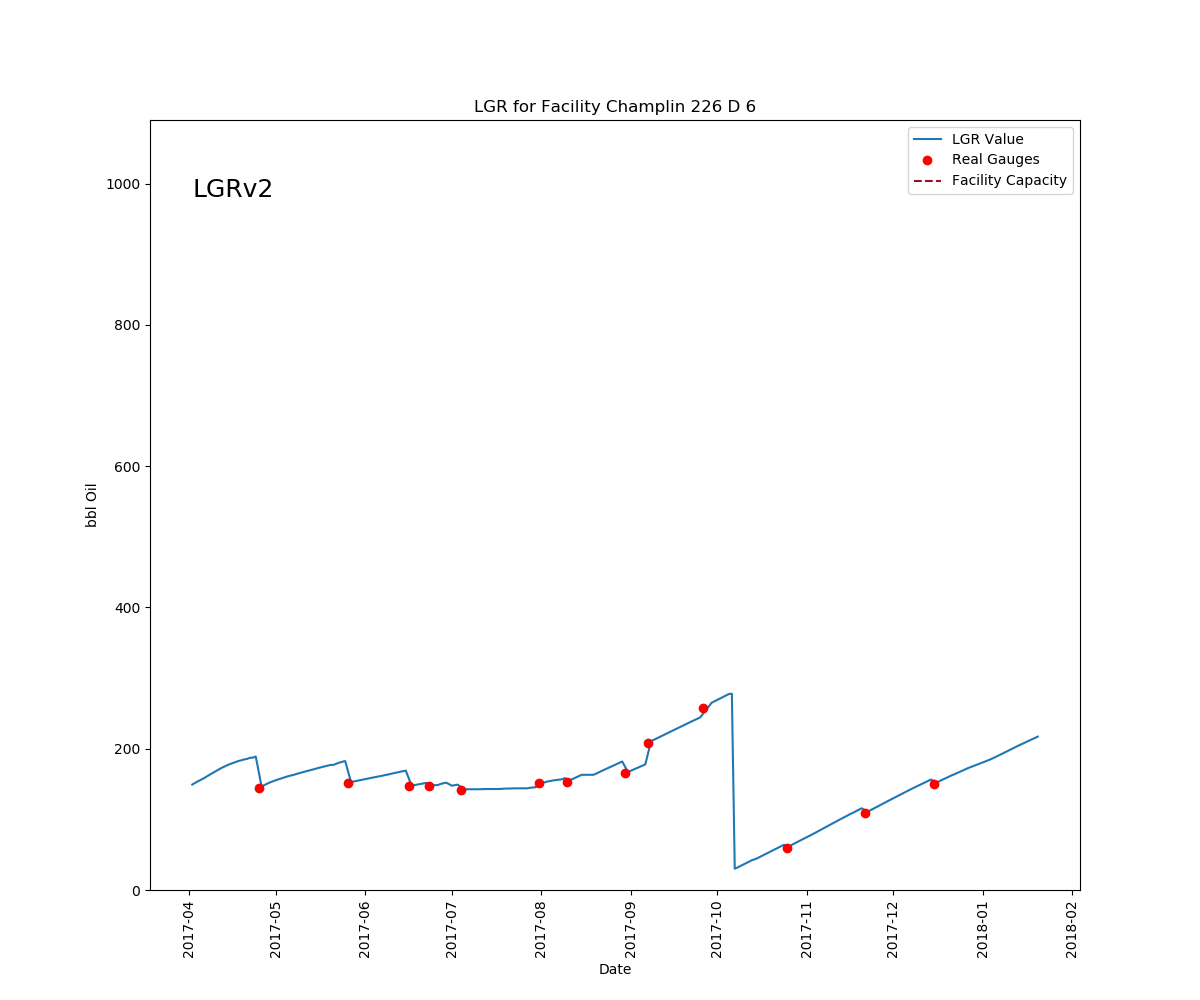 LGR for Facility Champlin 226 D 6
LGR Value
Real Gauges
Facility Capacity
LGRv2
1000
800
600
400
200
0
bbl Oil
2017-04
2017-05
2017-06
2017-07
2017-08
2017-09
2017-10
2017-11
2017-12
2018-01
2018-02
Date